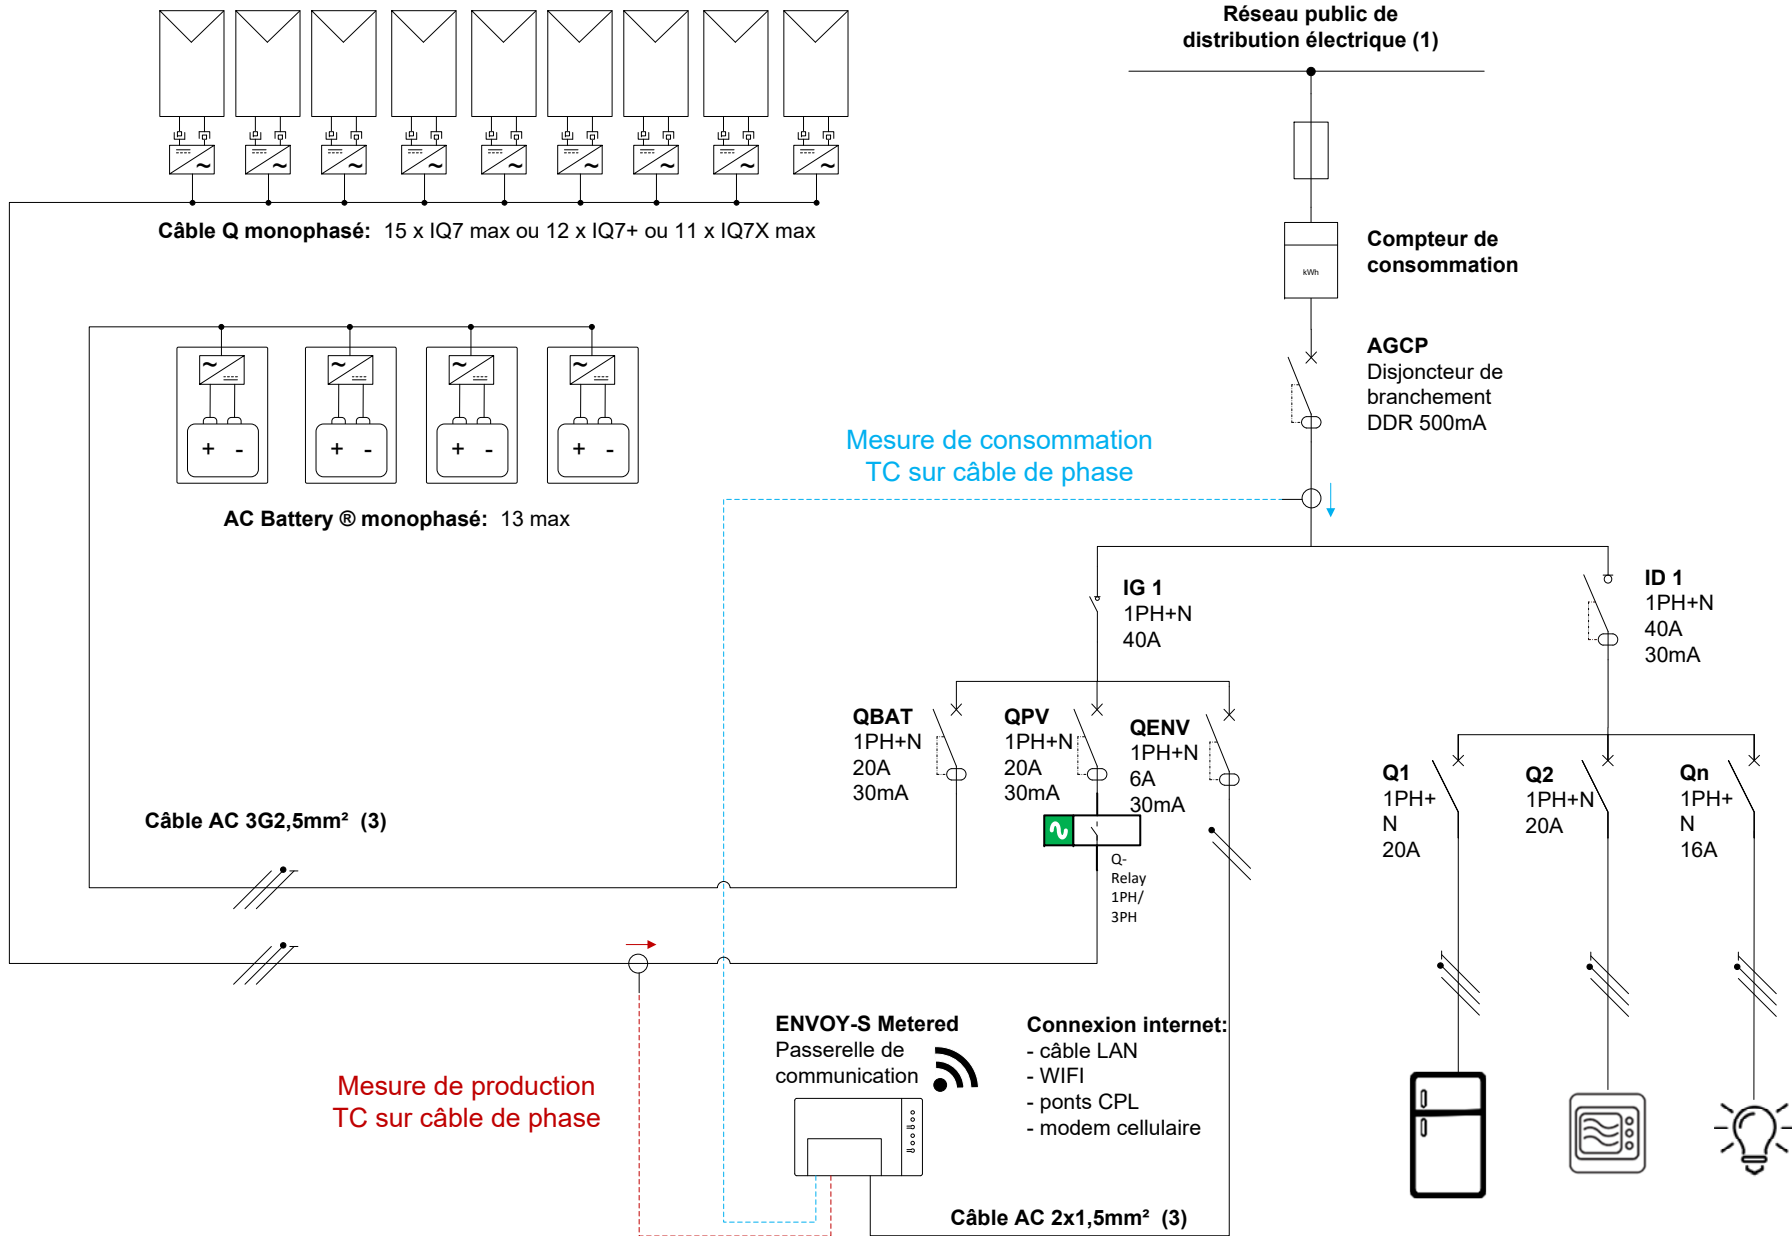 Réseau public de
distribution électrique (1)
Câble Q monophasé: 15 x IQ7 max ou 12 x IQ7+ ou 11 x IQ7X max
Compteur de
consommation
kWh
AGCP
Disjoncteur de
branchement
DDR 500mA
+ -
+ -
+ -
+ -
AC Battery ® monophasé: 13 max
Mesure de consommation
TC sur câble de phase
IG 1
1PH+N
40A
ID 1
1PH+N
40A
30mA
QBAT
1PH+N
20A
30mA
QPV
1PH+N
20A
30mA
QENV
1PH+N
6A
30mA
Q1
1PH+
N
20A
Q2
1PH+N
20A
Qn
1PH+
N
16A
Câble AC 3G2,5mm² (3)
Q-
Relay
1PH/
3PH
ENVOY-S Metered
Passerelle de
communication
Connexion internet:
- câble LAN
- WIFI
- ponts CPL
- modem cellulaire
Mesure de production
TC sur câble de phase
Câble AC 2x1,5mm² (3)